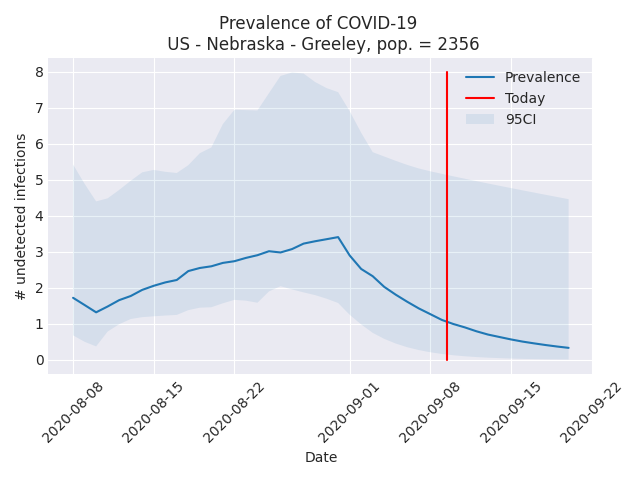 Prevalence of COVID-19
US - Nebraska - Greeley, pop. = 2356
8
7
6
5
4
3
2
1
0
# undetected infections
Prevalence
Today
95CI
2020-08-08
2020-08-15
2020-08-22
2020-09-01
2020-09-08
2020-09-15
2020-09-22
Date